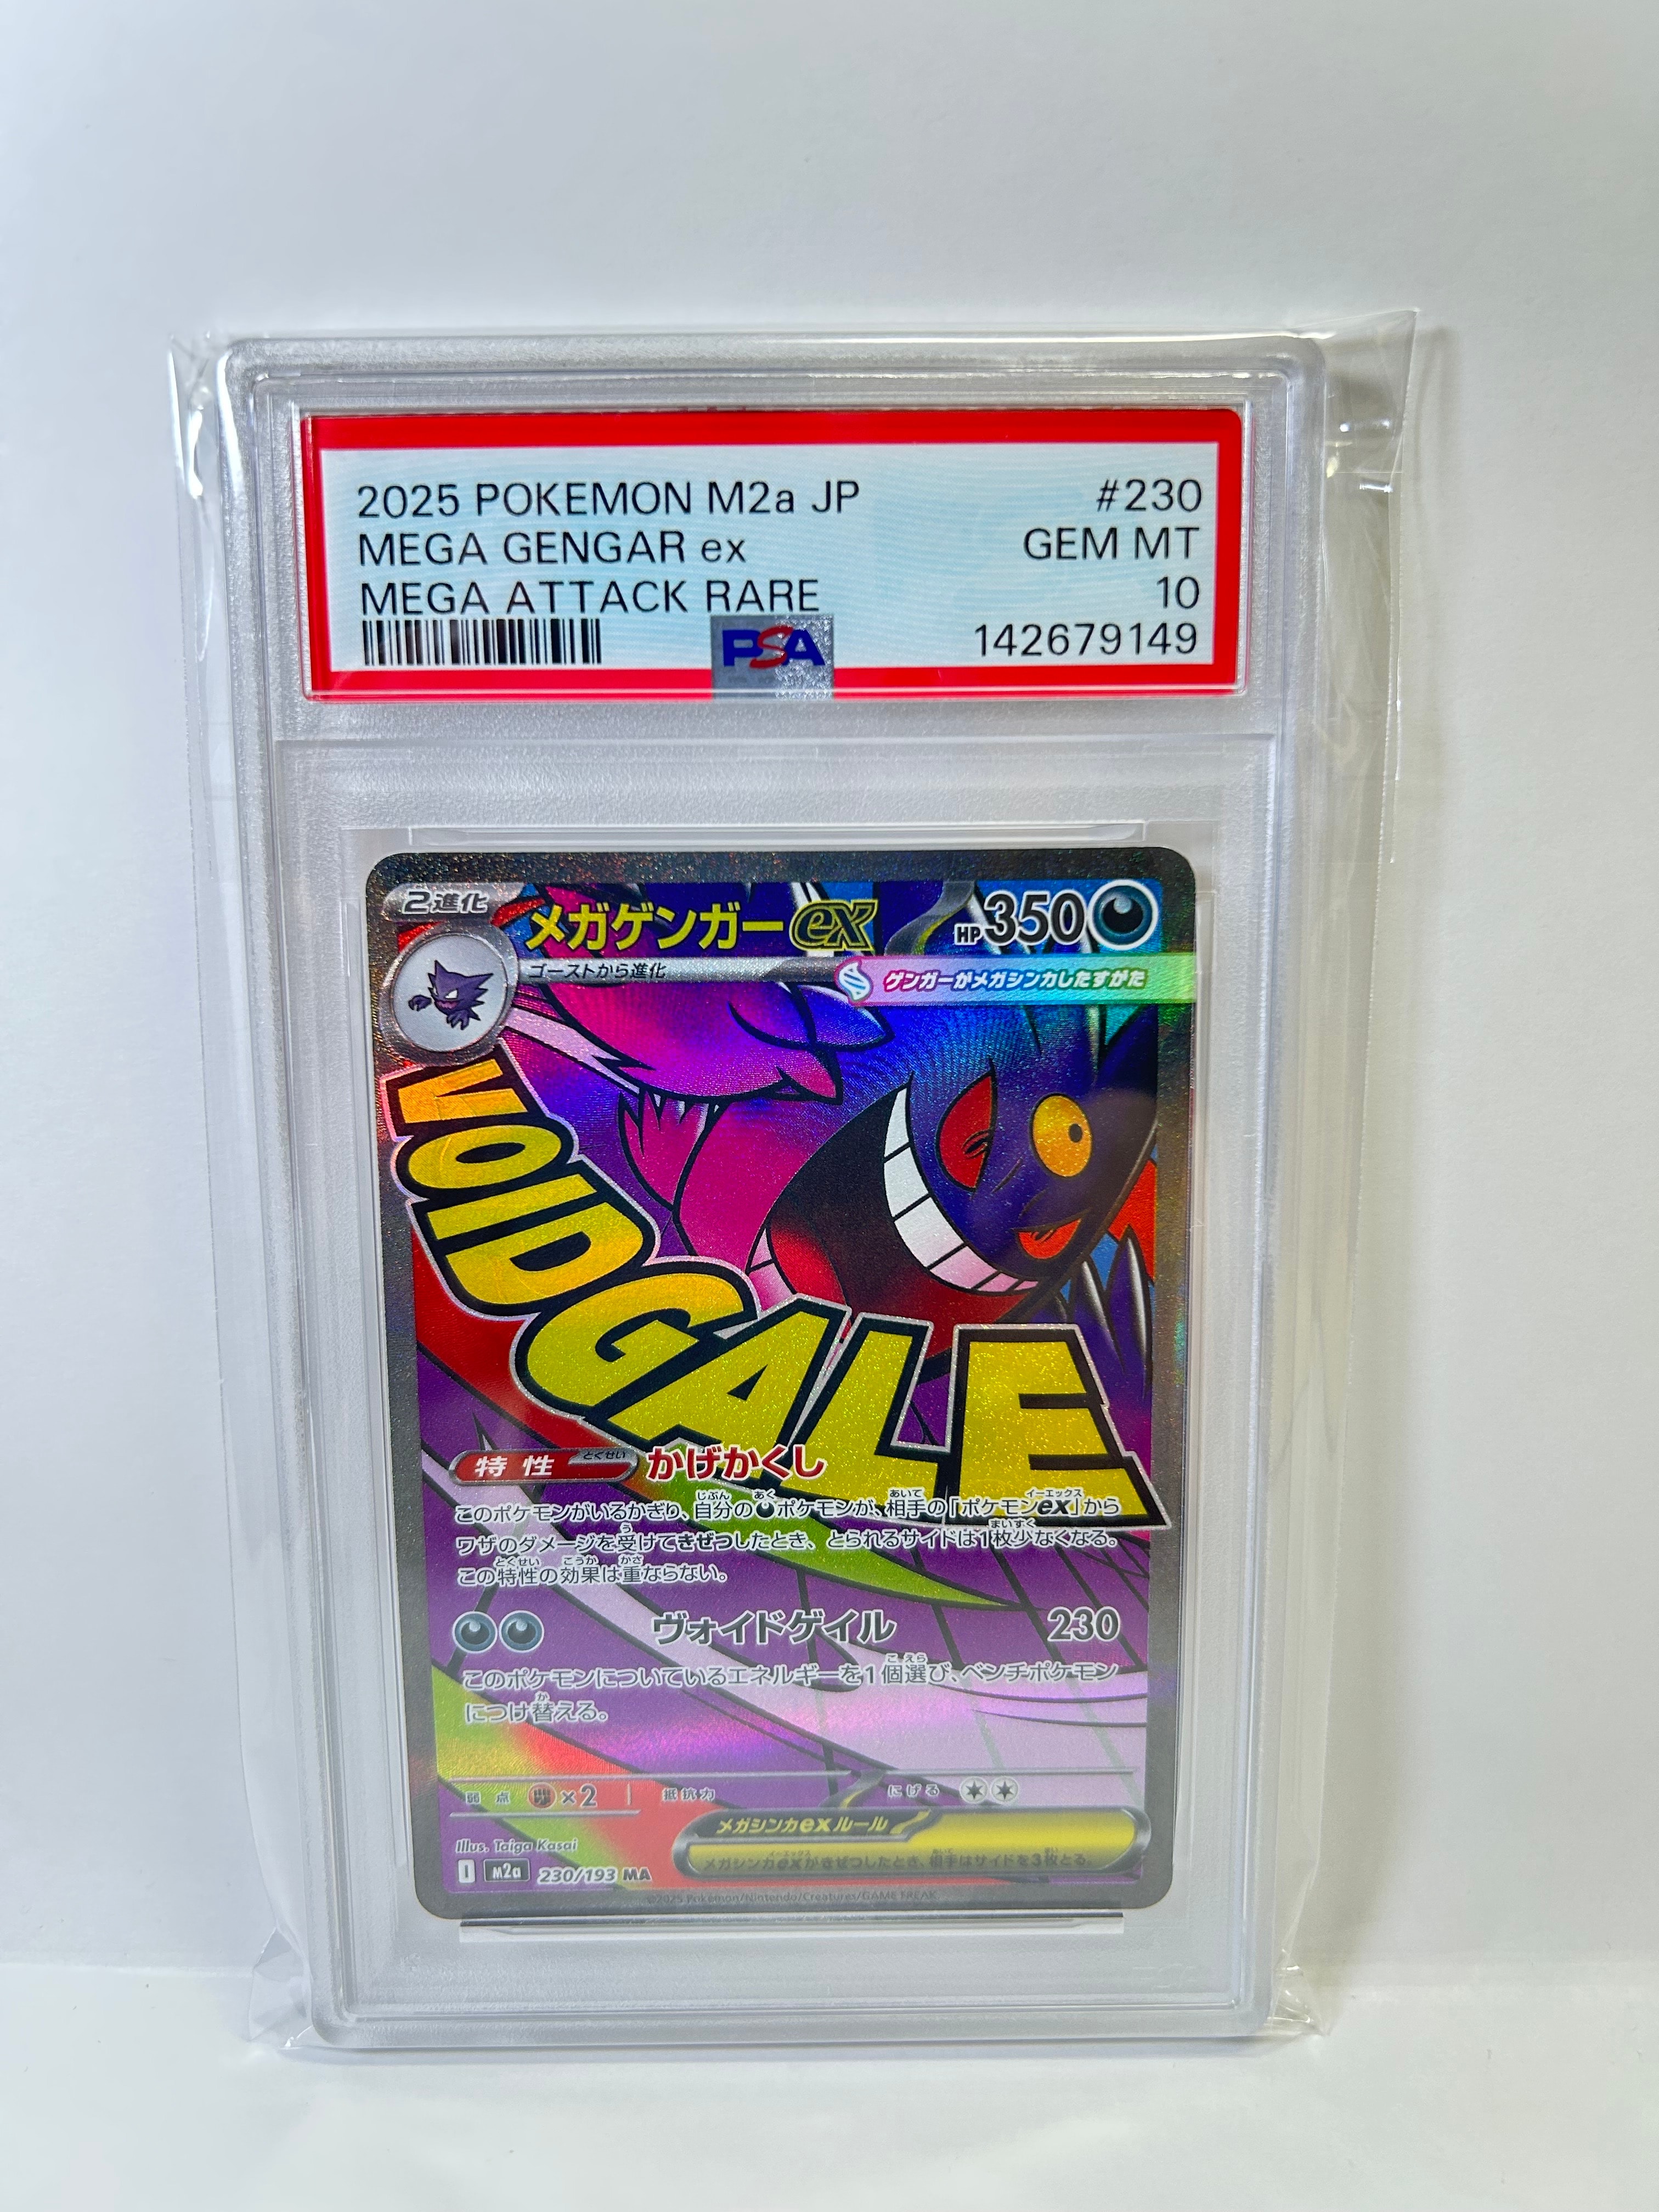 2025 POKEMON M2a JP #230
MEGA GENGAR ex GEM MT
MEGA ATTACK RARE 10
PSA 142679149
2進化 メガゲンガーex HP350
ゴーストから進化 ゲンガーがメガシンカしたすがた
VOIDGALE
特性 とくせい かげかくし
このポケモンがいるかぎり、自分のポケモンが、相手の「ポケモンex」から
ワザのダメージを受けてきぜつしたとき、とられるサイドは1枚少なくなる。
この特性の効果は重ならない。
ヴォイドゲイル 230
このポケモンについているエネルギーを1個選び、ベンチポケモン
につけ替える。
弱点 ×2 抵抗力 にげる
メガシンカexルール
メガシンカexがきぜつしたとき、相手はサイドを3枚とる。
Illus. Taiga Kasai
I M2a 230/193 MA
©2025 Pokémon/Nintendo/Creatures/GAME FREAK